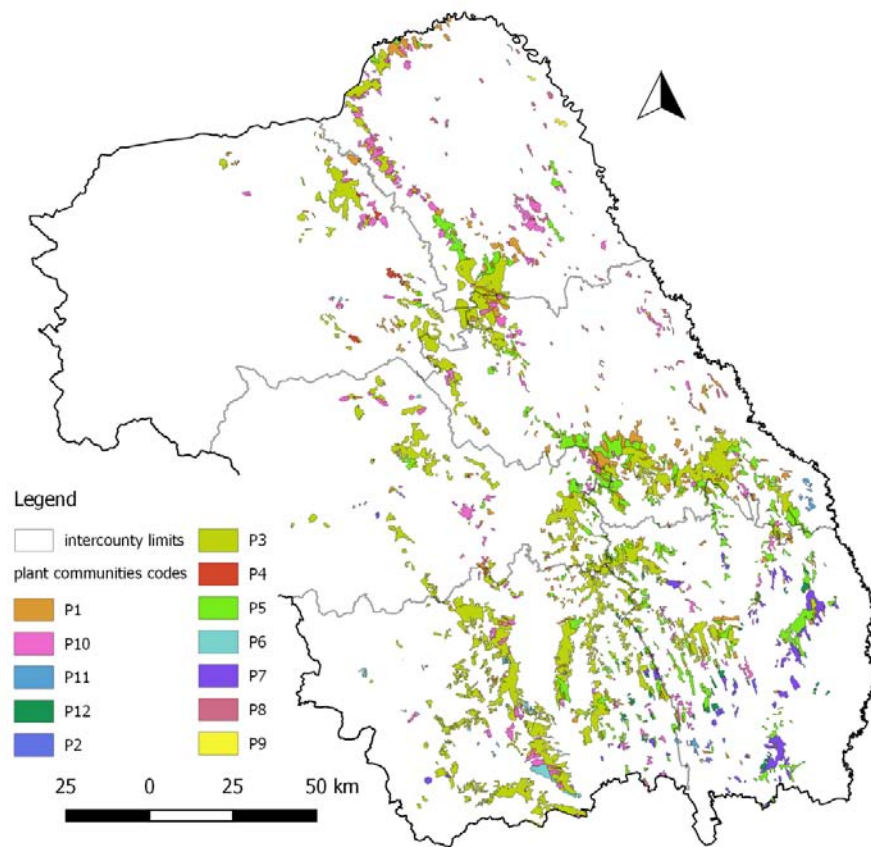 Legend
intercounty limits
plant communities codes
P1
P10
P11
P12
P2
P3
P4
P5
P6
P7
P8
P9
25 0 25 50 km